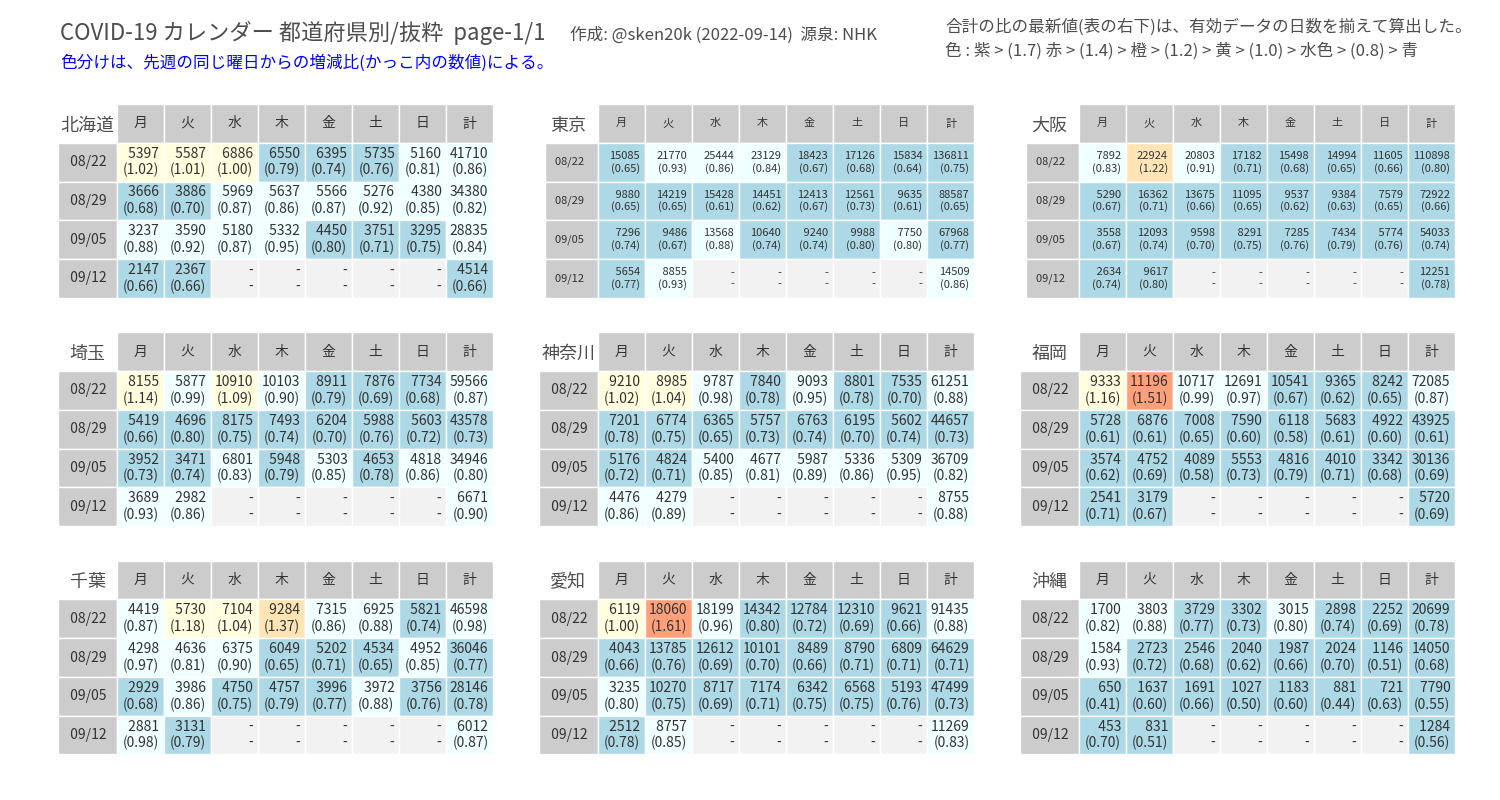 COVID-19 カレンダー 都道府県別/抜粋 page-1/1 作成: @sken20k (2022-09-14) 源泉: NHK
合計の比の最新値(表の右下)は、有効データの日数を揃えて算出した。
色分けは、先週の同じ曜日からの増減比(かっこ内の数値)による。
色 : 紫 > (1.7) 赤 > (1.4) > 橙 > (1.2) > 黄 > (1.0) > 水色 > (0.8) > 青
北海道 月 火 水 木 金 土 日 計
08/22 5397 5587 6886 6550 6395 5735 5160 41710
(1.02) (1.01) (1.00) (0.79) (0.74) (0.76) (0.81) (0.86)
08/29 3666 3886 5969 5637 5566 5276 4380 34380
(0.68) (0.70) (0.87) (0.86) (0.87) (0.92) (0.85) (0.82)
09/05 3237 3590 5180 5332 4450 3751 3295 28835
(0.88) (0.92) (0.87) (0.95) (0.80) (0.71) (0.75) (0.84)
09/12 2147 2367 - - - - - 4514
(0.66) (0.66) - - - - - (0.66)
東京 月 火 水 木 金 土 日 計
08/22 15085 21770 25444 23129 18423 17126 15834 136811
(0.65) (0.93) (0.86) (0.84) (0.67) (0.68) (0.64) (0.75)
08/29 9880 14219 15428 14451 12413 12561 9635 88587
(0.65) (0.65) (0.61) (0.62) (0.67) (0.73) (0.61) (0.65)
09/05 7296 9486 13568 10640 9240 9988 7750 67968
(0.74) (0.67) (0.88) (0.74) (0.74) (0.80) (0.80) (0.77)
09/12 5654 8855 - - - - - 14509
(0.77) (0.93) - - - - - (0.86)
大阪 月 火 水 木 金 土 日 計
08/22 7892 22924 20803 17182 15498 14994 11605 110898
(0.83) (1.22) (0.91) (0.71) (0.68) (0.65) (0.66) (0.80)
08/29 5290 16362 13675 11095 9537 9384 7579 72922
(0.67) (0.71) (0.66) (0.65) (0.62) (0.63) (0.65) (0.66)
09/05 3558 12093 9598 8291 7285 7434 5774 54033
(0.67) (0.74) (0.70) (0.75) (0.76) (0.79) (0.76) (0.74)
09/12 2634 9617 - - - - - 12251
(0.74) (0.80) - - - - - (0.78)
埼玉 月 火 水 木 金 土 日 計
08/22 8155 5877 10910 10103 8911 7876 7734 59566
(1.14) (0.99) (1.09) (0.90) (0.79) (0.69) (0.68) (0.87)
08/29 5419 4696 8175 7493 6204 5988 5603 43578
(0.66) (0.80) (0.75) (0.74) (0.70) (0.76) (0.72) (0.73)
09/05 3952 3471 6801 5948 5303 4653 4818 34946
(0.73) (0.74) (0.83) (0.79) (0.85) (0.78) (0.86) (0.80)
09/12 3689 2982 - - - - - 6671
(0.93) (0.86) - - - - - (0.90)
神奈川 月 火 水 木 金 土 日 計
08/22 9210 8985 9787 7840 9093 8801 7535 61251
(1.02) (1.04) (0.98) (0.78) (0.95) (0.78) (0.70) (0.88)
08/29 7201 6774 6365 5757 6763 6195 5602 44657
(0.78) (0.75) (0.65) (0.73) (0.74) (0.70) (0.74) (0.73)
09/05 5176 4824 5400 4677 5987 5336 5309 36709
(0.72) (0.71) (0.85) (0.81) (0.89) (0.86) (0.95) (0.82)
09/12 4476 4279 - - - - - 8755
(0.86) (0.89) - - - - - (0.88)
福岡 月 火 水 木 金 土 日 計
08/22 9333 11196 10717 12691 10541 9365 8242 72085
(1.16) (1.51) (0.99) (0.97) (0.67) (0.62) (0.65) (0.87)
08/29 5728 6876 7008 7590 6118 5683 4922 43925
(0.61) (0.61) (0.65) (0.60) (0.58) (0.61) (0.60) (0.61)
09/05 3574 4752 4089 5553 4816 4010 3342 30136
(0.62) (0.69) (0.58) (0.73) (0.79) (0.71) (0.68) (0.69)
09/12 2541 3179 - - - - - 5720
(0.71) (0.67) - - - - - (0.69)
千葉 月 火 水 木 金 土 日 計
08/22 4419 5730 7104 9284 7315 6925 5821 46598
(0.87) (1.18) (1.04) (1.37) (0.86) (0.88) (0.74) (0.98)
08/29 4298 4636 6375 6049 5202 4534 4952 36046
(0.97) (0.81) (0.90) (0.65) (0.71) (0.65) (0.85) (0.77)
09/05 2929 3986 4750 4757 3996 3972 3756 28146
(0.68) (0.86) (0.75) (0.79) (0.77) (0.88) (0.76) (0.78)
09/12 2881 3131 - - - - - 6012
(0.98) (0.79) - - - - - (0.87)
愛知 月 火 水 木 金 土 日 計
08/22 6119 18060 18199 14342 12784 12310 9621 91435
(1.00) (1.61) (0.96) (0.80) (0.72) (0.69) (0.66) (0.88)
08/29 4043 13785 12612 10101 8489 8790 6809 64629
(0.66) (0.76) (0.69) (0.70) (0.66) (0.71) (0.71) (0.71)
09/05 3235 10270 8717 7174 6342 6568 5193 47499
(0.80) (0.75) (0.69) (0.71) (0.75) (0.75) (0.76) (0.73)
09/12 2512 8757 - - - - - 11269
(0.78) (0.85) - - - - - (0.83)
沖縄 月 火 水 木 金 土 日 計
08/22 1700 3803 3729 3302 3015 2898 2252 20699
(0.82) (0.88) (0.77) (0.73) (0.80) (0.74) (0.69) (0.78)
08/29 1584 2723 2546 2040 1987 2024 1146 14050
(0.93) (0.72) (0.68) (0.62) (0.66) (0.70) (0.51) (0.68)
09/05 650 1637 1691 1027 1183 881 721 7790
(0.41) (0.60) (0.66) (0.50) (0.60) (0.44) (0.63) (0.55)
09/12 453 831 - - - - - 1284
(0.70) (0.51) - - - - - (0.56)